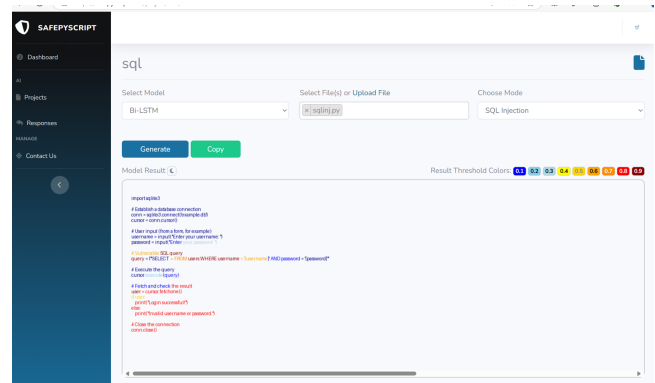 SAFEPYSCRIPT
Dashboard
sql
AI
Select Model
Select File(s) or Upload File
Choose Mode
Projects
Bi-LSTM
× sqlinj.py
SQL Injection
Responses
MANAGE
Contact Us
Generate
Copy
Model Result
Result Threshold Colors: 0.1 0.2 0.3 0.4 0.5 0.6 0.7 0.8 0.9
import sqlite3
# Establish a database connection
conn = sqlite3.connect('example.db')
cursor = conn.cursor()
# User input (from a form, for example)
username = input("Enter your username: ")
password = input("Enter your password: ")
# Vulnerable SQL query
query = f"SELECT * FROM users WHERE username = '{username}' AND password = '{password}'"
# Execute the query
cursor.execute(query)
# Fetch and check the result
user = cursor.fetchone()
if user:
print("Login successful!")
else:
print("Invalid username or password.")
# Close the connection
conn.close()